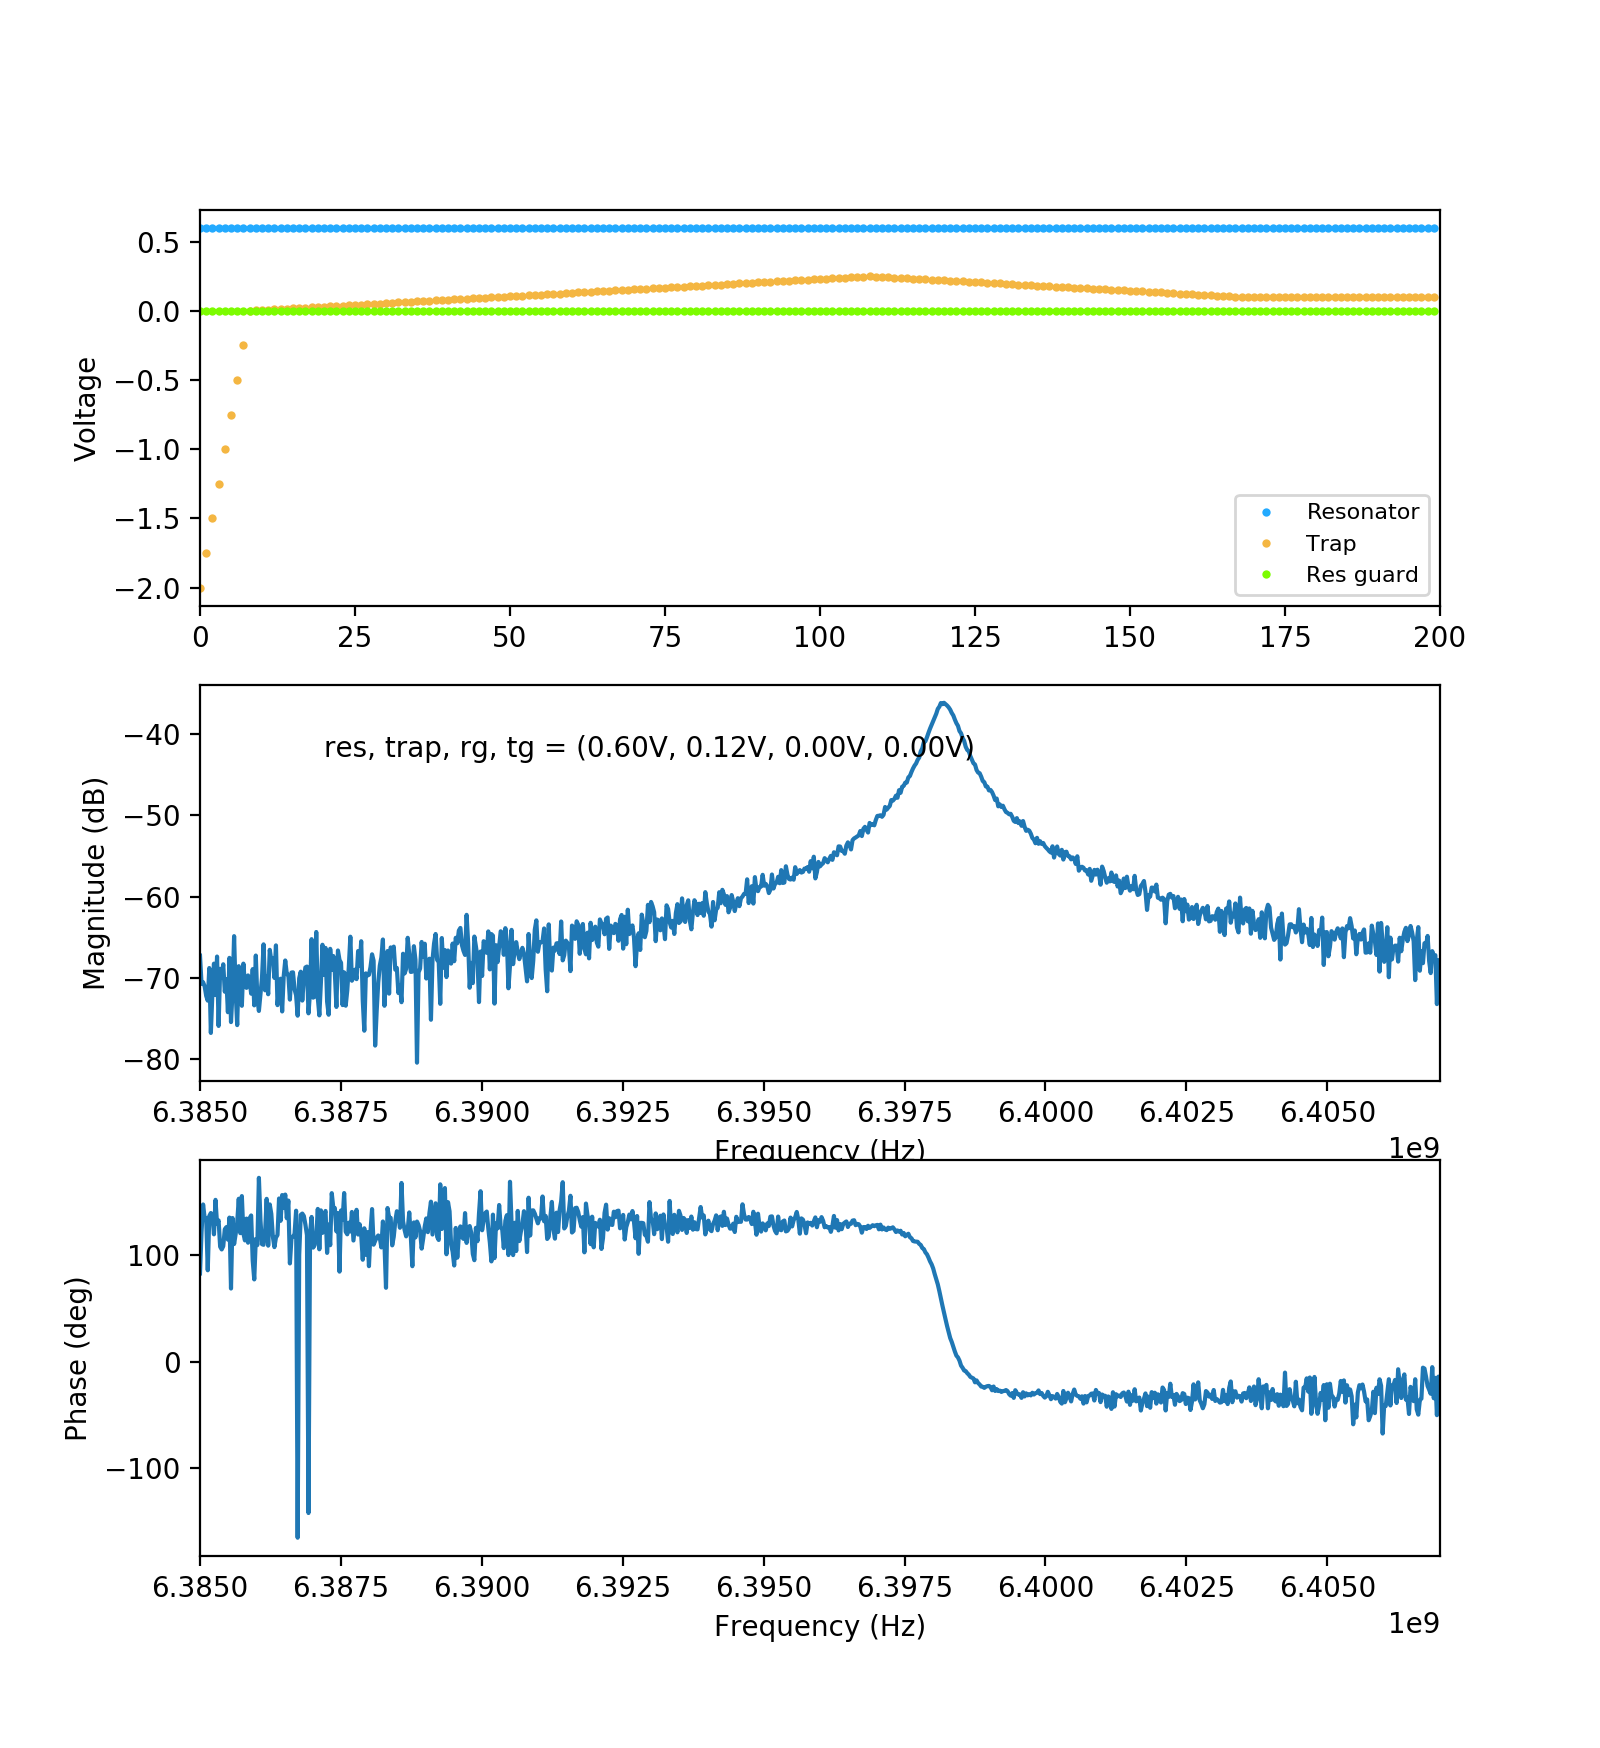 0.5
0.0
−0.5
−1.0
−1.5
−2.0
Voltage
Resonator
Trap
Res guard
0 25 50 75 100 125 150 175 200
−40
−50
−60
−70
−80
Magnitude (dB)
res, trap, rg, tg = (0.60V, 0.12V, 0.00V, 0.00V)
6.3850 6.3875 6.3900 6.3925 6.3950 6.3975 6.4000 6.4025 6.4050
Frequency (Hz)
1e9
100
0
−100
Phase (deg)
6.3850 6.3875 6.3900 6.3925 6.3950 6.3975 6.4000 6.4025 6.4050
Frequency (Hz)
1e9